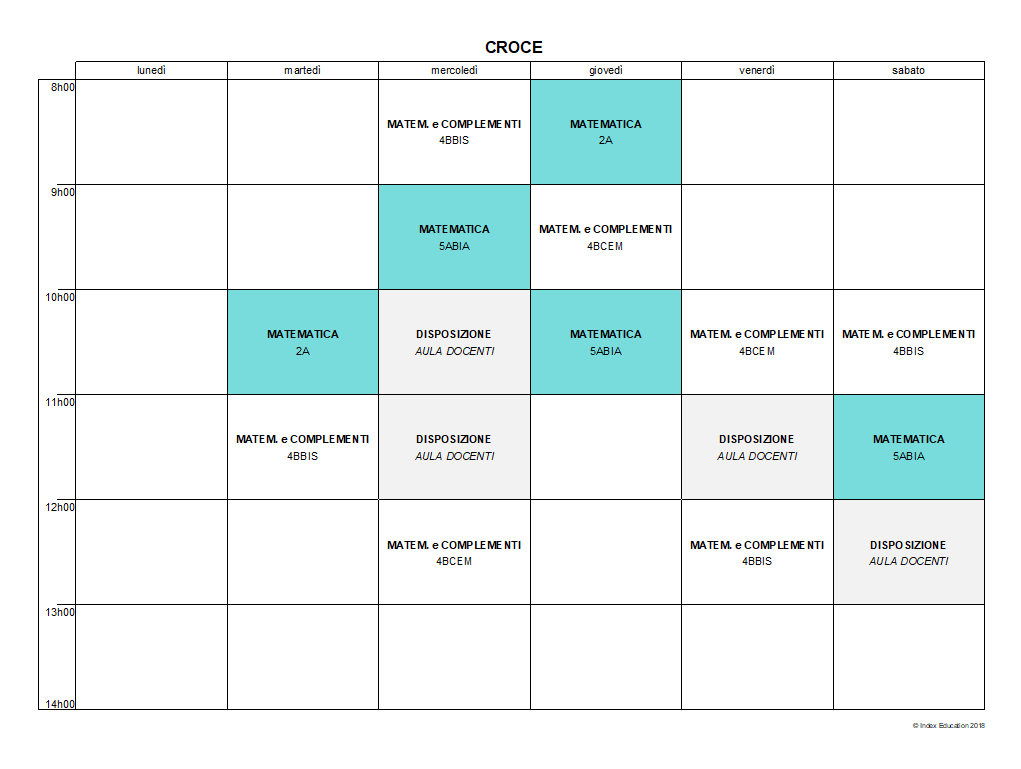 CROCE
lunedì martedì mercoledì giovedì venerdì sabato
8h00
MATEM. e COMPLEMENTI MATEMATICA
4BBIS 2A
9h00
MATEMATICA MATEM. e COMPLEMENTI
5ABIA 4BCEM
10h00
MATEMATICA DISPOSIZIONE MATEMATICA MATEM. e COMPLEMENTI MATEM. e COMPLEMENTI
2A AULA DOCENTI 5ABIA 4BCEM 4BBIS
11h00
MATEM. e COMPLEMENTI DISPOSIZIONE DISPOSIZIONE MATEMATICA
4BBIS AULA DOCENTI AULA DOCENTI 5ABIA
12h00
MATEM. e COMPLEMENTI MATEM. e COMPLEMENTI DISPOSIZIONE
4BCEM 4BBIS AULA DOCENTI
13h00
14h00
© Index Education 2018